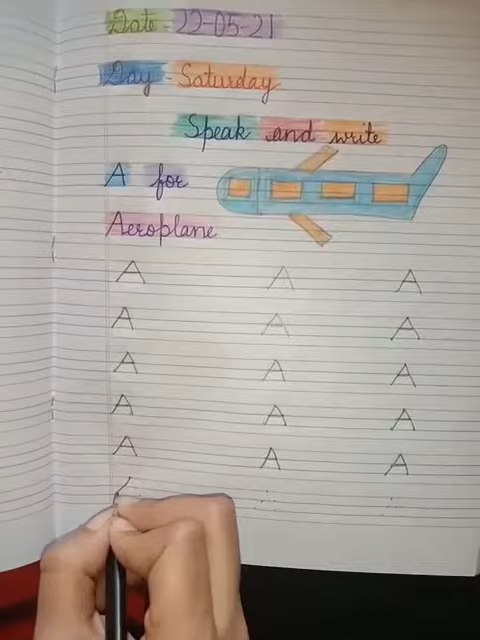 Date - 22-05-21
Day - Saturday
Speak and write
A for
Aeroplane
A A A
A A A
A A A
A A A
A A A